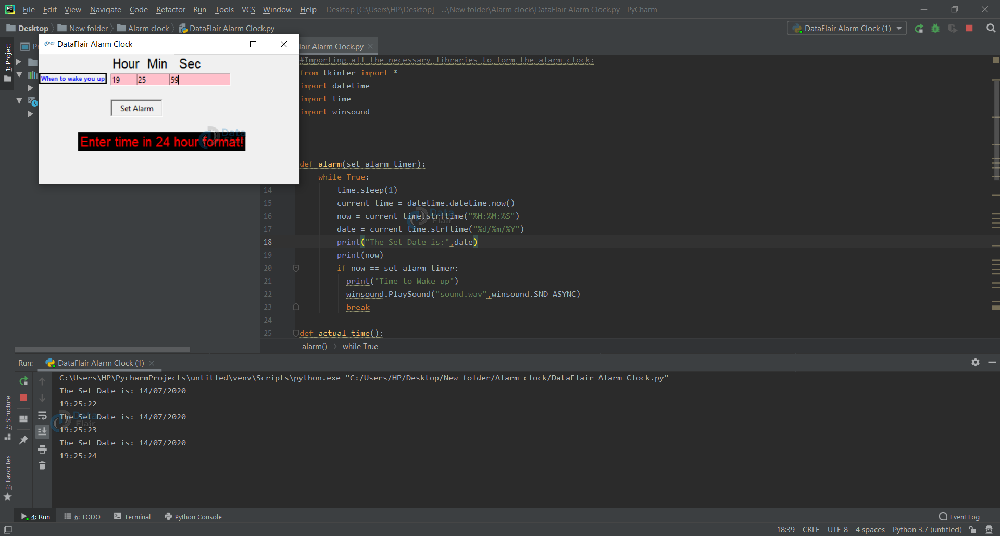 File Edit View Navigate Code Refactor Run Tools VCS Window Help Desktop [C:\Users\HP\Desktop] - ...\New folder\Alarm clock\DataFlair Alarm Clock.py - PyCharm
Desktop New folder Alarm clock DataFlair Alarm Clock.py DataFlair Alarm Clock (1)
DataFlair Alarm Clock
Hour Min Sec
When to wake you up 19 25 59
Set Alarm
Enter time in 24 hour format!
1: Project
lair Alarm Clock.py
#Importing all the necessary libraries to form the alarm clock:
from tkinter import *
import datetime
import time
import winsound
def alarm(set_alarm_timer):
while True:
14 time.sleep(1)
15 current_time = datetime.datetime.now()
16 now = current_time.strftime("%H:%M:%S")
17 date = current_time.strftime("%d/%m/%Y")
18 print("The Set Date is:",date)
19 print(now)
20 if now == set_alarm_timer:
21 print("Time to Wake up")
22 winsound.PlaySound("sound.wav",winsound.SND_ASYNC)
23 break
24
25 def actual_time():
alarm() while True
Data Flair
Run: DataFlair Alarm Clock (1)
C:\Users\HP\PycharmProjects\untitled\venv\Scripts\python.exe "C:/Users/HP/Desktop/New folder/Alarm clock/DataFlair Alarm Clock.py"
The Set Date is: 14/07/2020
19:25:22
The Set Date is: 14/07/2020
19:25:23
The Set Date is: 14/07/2020
19:25:24
7: Structure
2: Favorites
4: Run 6: TODO Terminal Python Console Event Log
18:39 CRLF UTF-8 4 spaces Python 3.7 (untitled)